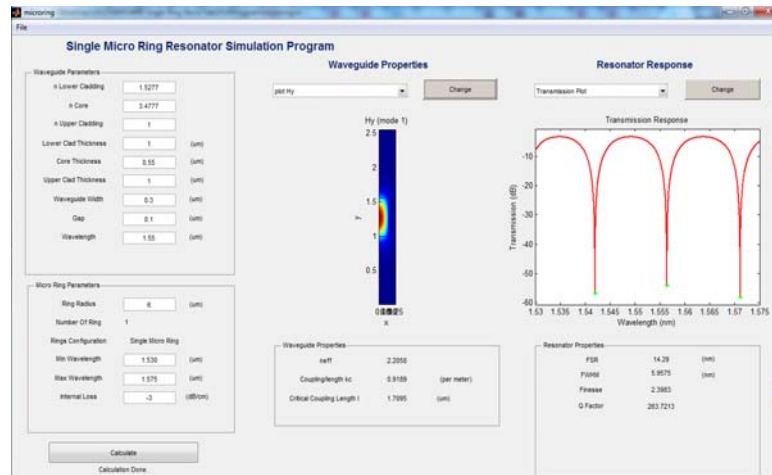 microring
File
Single Micro Ring Resonator Simulation Program
Waveguide Parameters
n Lower Cladding 1.5277
n Core 3.4777
n Upper Cladding 1
Lower Clad Thickness 1 (um)
Core Thickness 0.55 (um)
Upper Clad Thickness 1 (um)
Waveguide Width 0.3 (um)
Gap 0.1 (um)
Wavelength 1.55 (um)
Micro Ring Parameters
Ring Radius 6 (um)
Number Of Ring 1
Rings Configuration Single Micro Ring
Min Wavelength 1.530 (um)
Max Wavelength 1.575 (um)
Internal Loss -3 (dB/cm)
Calculate
Calculation Done
Waveguide Properties
plot Hy Change
Hy (mode 1)
2.5
2
1.5
y
1
0.5
x
Waveguide Properties
neff 2.2058
Coupling/length kc 0.9189 (per meter)
Critical Coupling Length l 1.7095 (um)
Resonator Response
Transmission Plot Change
Transmission Response
-10
-20
-30
-40
-50
-60
Transmission (dB)
1.53 1.535 1.54 1.545 1.55 1.555 1.56 1.565 1.57 1.575
Wavelength (nm)
Resonator Properties
FSR 14.29 (nm)
FWHM 5.9575 (nm)
Finesse 2.3983
Q Factor 263.7213